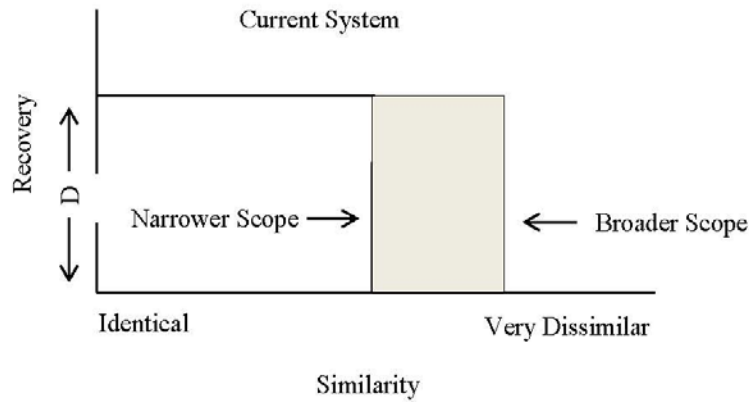 Current System
Recovery
D
Narrower Scope
Broader Scope
Identical
Very Dissimilar
Similarity